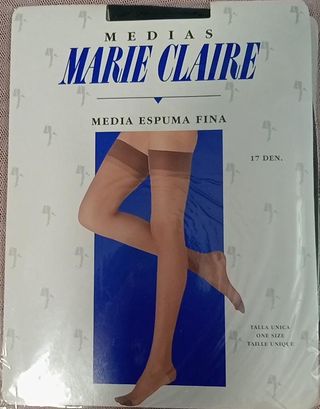 MEDIAS
MARIE CLAIRE
MEDIA ESPUMA FINA
17 DEN.
TALLA UNICA
ONE SIZE
TAILLE UNIQUE